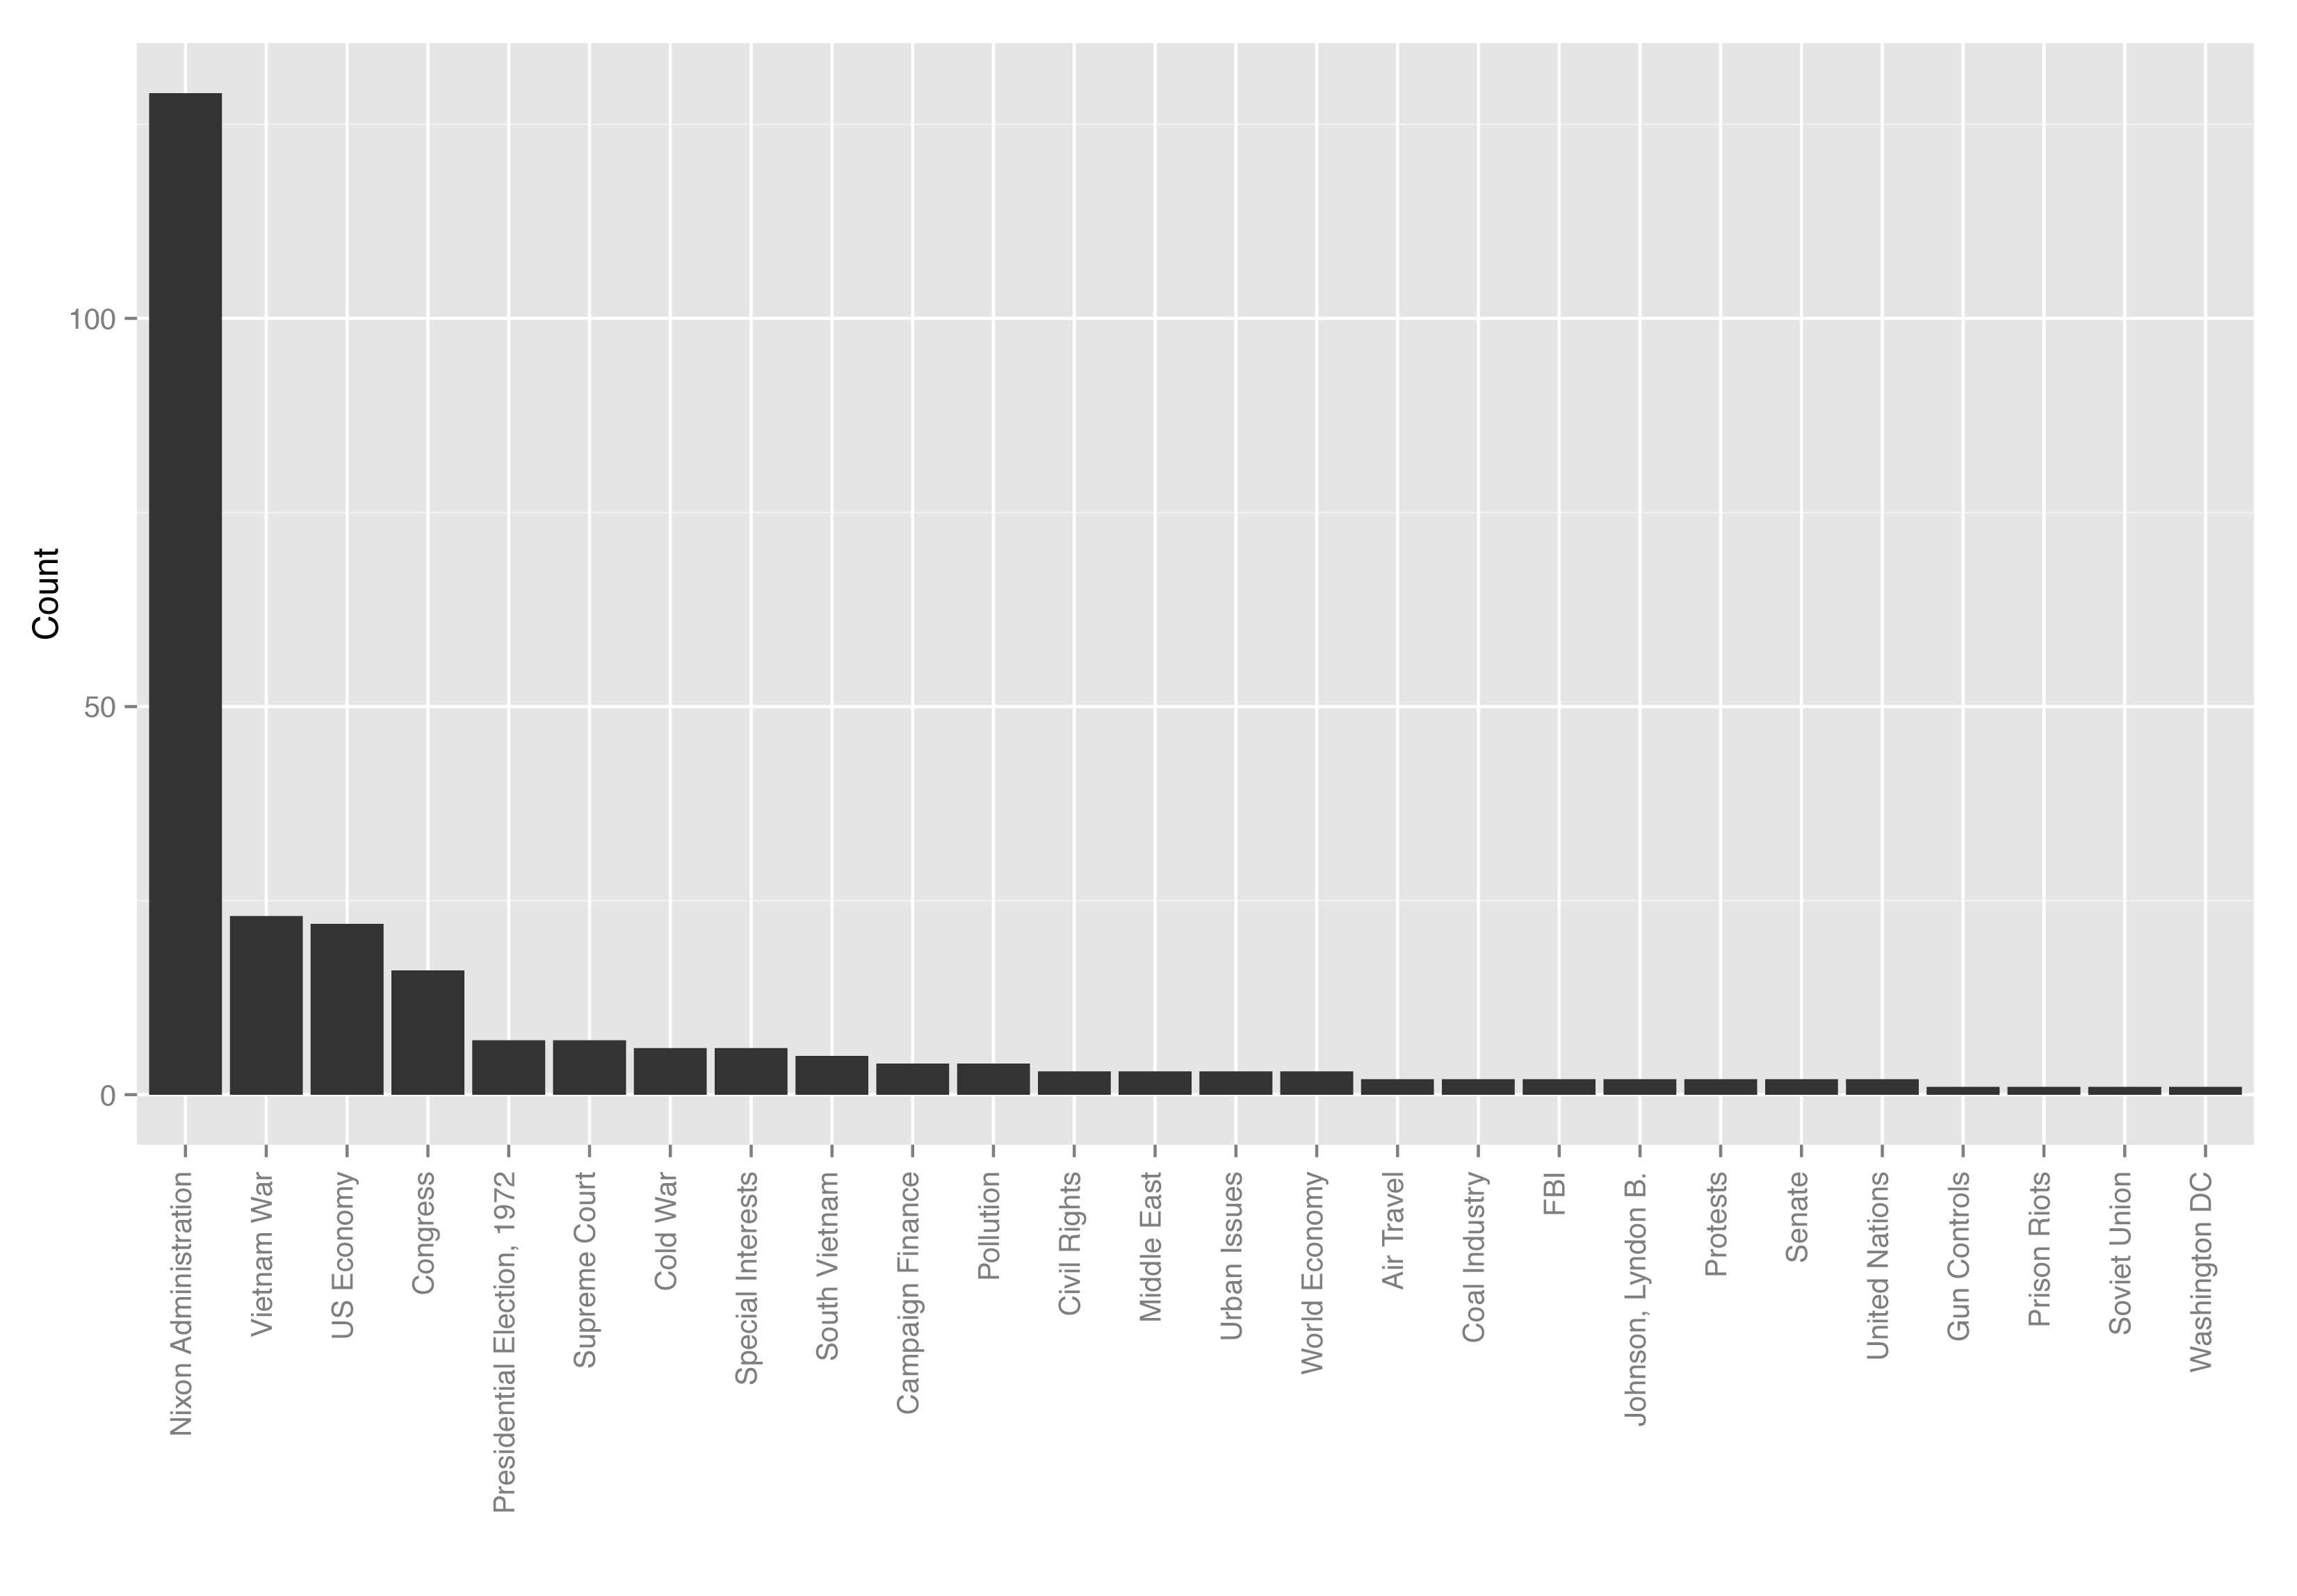 Count
100
50
0
Nixon Administration
Vietnam War
US Economy
Congress
Presidential Election, 1972
Supreme Court
Cold War
Special Interests
South Vietnam
Campaign Finance
Pollution
Civil Rights
Middle East
Urban Issues
World Economy
Air Travel
Coal Industry
FBI
Johnson, Lyndon B.
Protests
Senate
United Nations
Gun Controls
Prison Riots
Soviet Union
Washington DC